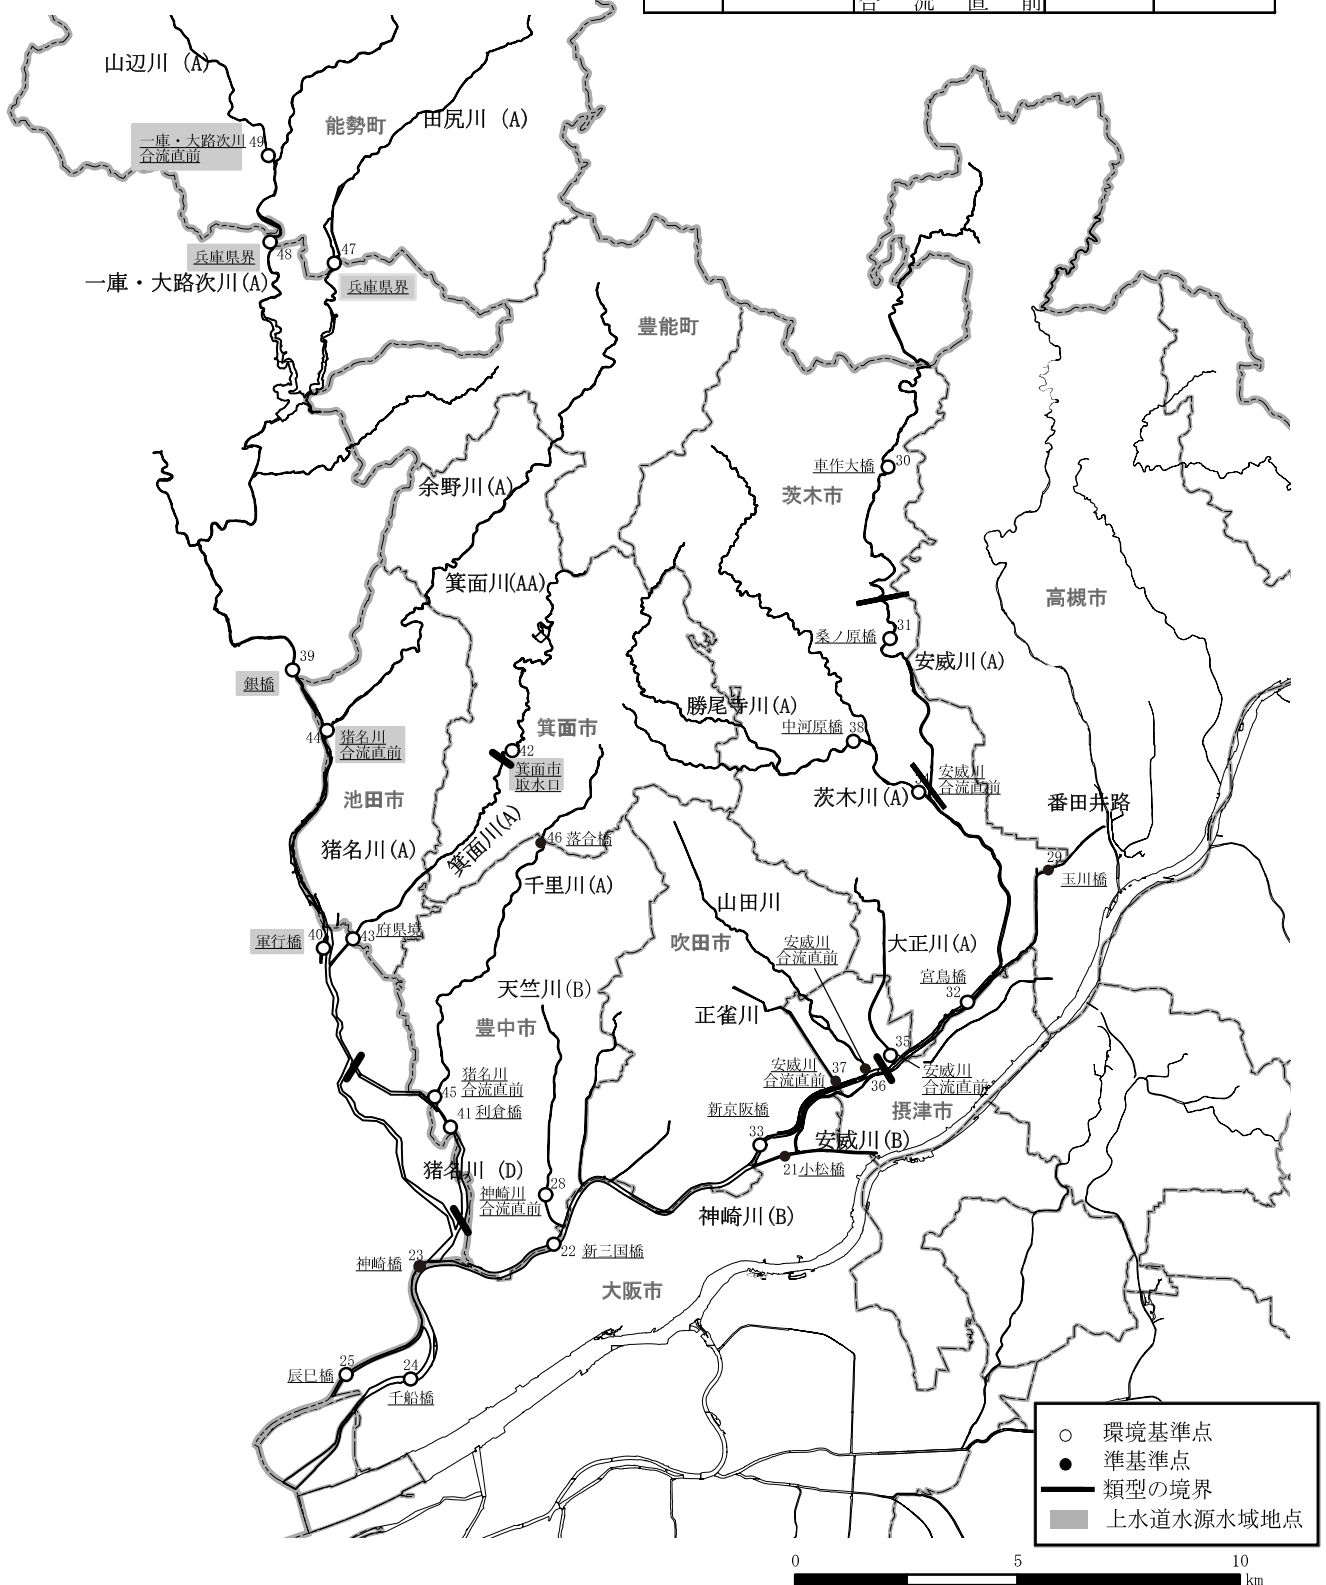 合流直前
山辺川 (A)
田尻川 (A)
能勢町
一庫・大路次川
合流直前
49
兵庫県界
48
47
兵庫県界
一庫・大路次川(A)
豊能町
車作大橋
30
茨木市
余野川(A)
箕面川(AA)
高槻市
31
桑ノ原橋
安威川(A)
39
銀橋
勝尾寺川(A)
箕面市
中河原橋
38
44
猪名川
合流直前
42
箕面市
取水口
安威川
合流直前
34
池田市
茨木川(A)
番田井路
箕面川(A)
46 落合橋
猪名川(A)
29
玉川橋
千里川(A)
山田川
吹田市
安威川
合流直前
大正川(A)
40
軍行橋
43
府県境
宮鳥橋
32
天竺川(B)
豊中市
正雀川
35
猪名川
合流直前
45
安威川
合流直前
37
36
安威川
合流直前
41 利倉橋
新京阪橋
摂津市
33
安威川(B)
21小松橋
猪名川 (D)
神崎川
合流直前
28
神崎川(B)
神崎橋
23
22 新三国橋
大阪市
25
辰巳橋
24
千船橋
環境基準点
準基準点
類型の境界
上水道水源水域地点
0
5
10
km